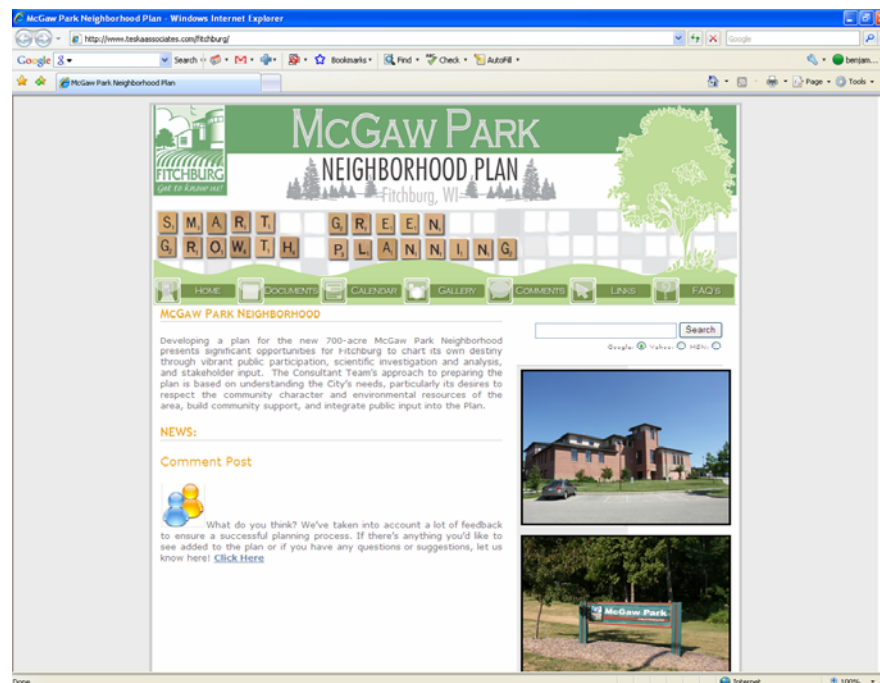 McGaw Park Neighborhood Plan - Windows Internet Explorer
http://www.teskaassociates.com/fitchburg/
Google
Google
Search
Bookmarks
Find
Check
AutoFill
benjam...
McGaw Park Neighborhood Plan
Page
Tools
MCGAW PARK
NEIGHBORHOOD PLAN
Fitchburg, WI
FITCHBURG
Get to know us!
SMART GREEN
GROWTH PLANNING
HOME DOCUMENTS CALENDAR GALLERY COMMENTS LINKS FAQ'S
MCGAW PARK NEIGHBORHOOD
Developing a plan for the new 700-acre McGaw Park Neighborhood
presents significant opportunities for Fitchburg to chart its own destiny
through vibrant public participation, scientific investigation and analysis,
and stakeholder input. The Consultant Team's approach to preparing the
plan is based on understanding the City's needs, particularly its desires to
respect the community character and environmental resources of the
area, build community support, and integrate public input into the Plan.
Search
Google: Yahoo: MSN:
NEWS:
Comment Post
What do you think? We've taken into account a lot of feedback
to ensure a successful planning process. If there's anything you'd like to
see added to the plan or if you have any questions or suggestions, let us
know here! Click Here
McGaw Park
Done
Internet
100%